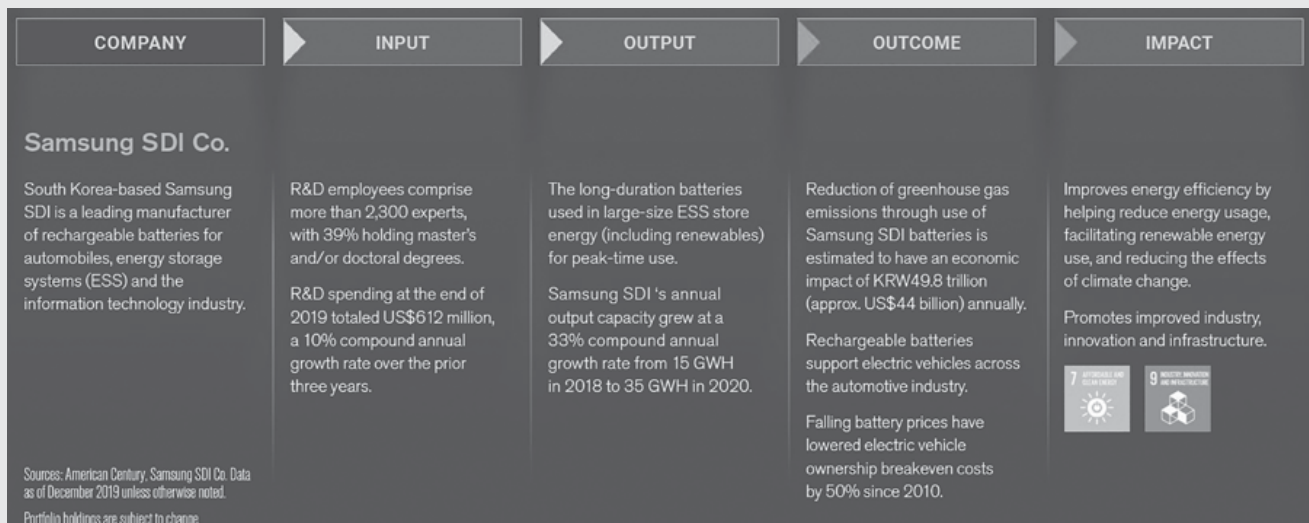 COMPANY
INPUT
OUTPUT
OUTCOME
IMPACT
Samsung SDI Co.
South Korea-based Samsung
SDI is a leading manufacturer
of rechargeable batteries for
automobiles, energy storage
systems (ESS) and the
information technology industry.
Sources: American Century, Samsung SDI Co. Data
as of December 2019 unless otherwise noted.
Portfolio holdings are subject to change.
R&D employees comprise
more than 2,300 experts,
with 39% holding master's
and/or doctoral degrees.
R&D spending at the end of
2019 totaled US$612 million,
a 10% compound annual
growth rate over the prior
three years.
The long-duration batteries
used in large-size ESS store
energy (including renewables)
for peak-time use.
Samsung SDI 's annual
output capacity grew at a
33% compound annual
growth rate from 15 GWH
in 2018 to 35 GWH in 2020.
Reduction of greenhouse gas
emissions through use of
Samsung SDI batteries is
estimated to have an economic
impact of KRW49.8 trillion
(approx. US$44 billion) annually.
Rechargeable batteries
support electric vehicles across
the automotive industry.
Falling battery prices have
lowered electric vehicle
ownership breakeven costs
by 50% since 2010.
Improves energy efficiency by
helping reduce energy usage,
facilitating renewable energy
use, and reducing the effects
of climate change.
Promotes improved industry,
innovation and infrastructure.
7 AFFORDABLE AND
CLEAN ENERGY
9 INDUSTRY, INNOVATION
AND INFRASTRUCTURE